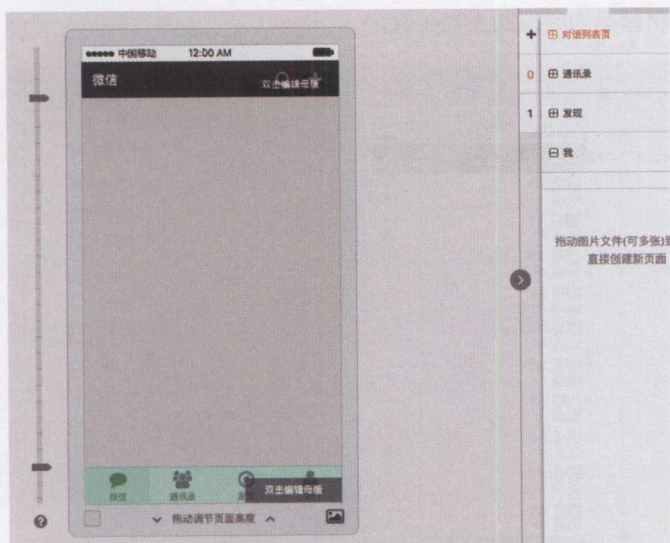 中国移动 12:00 AM
微信
双击编辑母版
微信
通讯录
双击编辑母版
拖动调节页面高度
?
+
对话列表页
0
通讯录
1
发现
我
拖动图片文件(可多张)
直接创建新页面